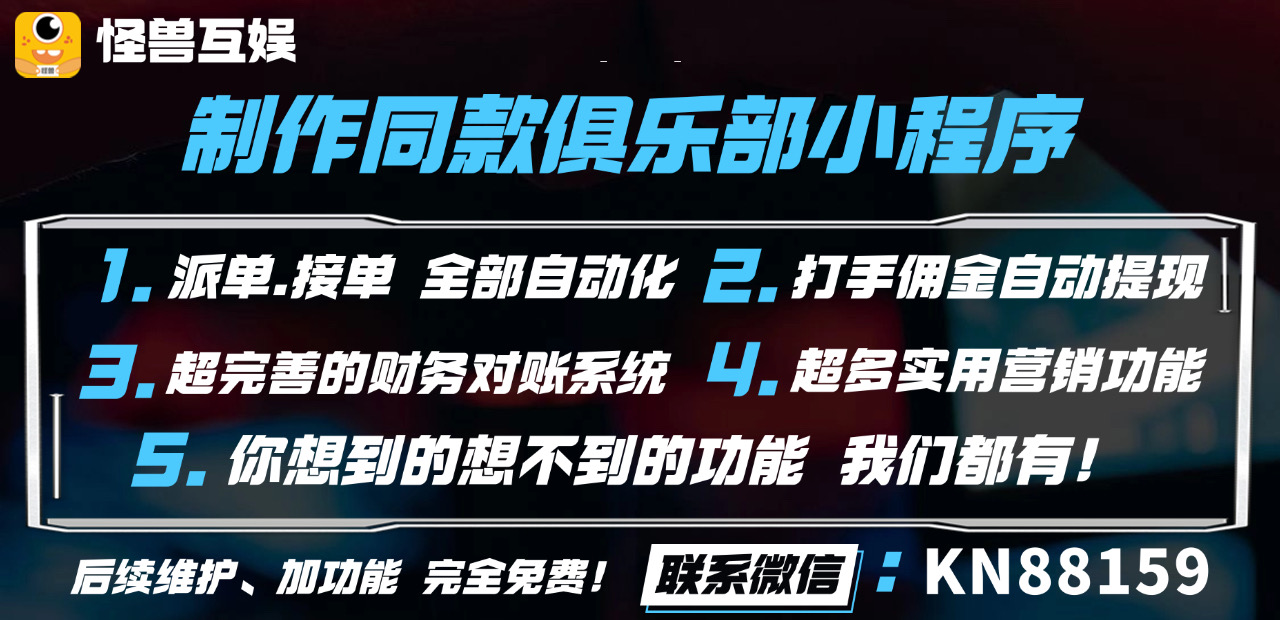 怪兽互娱
制作同款俱乐部小程序
1. 派单.接单 全部自动化
2. 打手佣金自动提现
3. 超完善的财务对账系统
4. 超多实用营销功能
5. 你想到的想不到的功能 我们都有!
后续维护、加功能 完全免费! 联系微信:KN88159